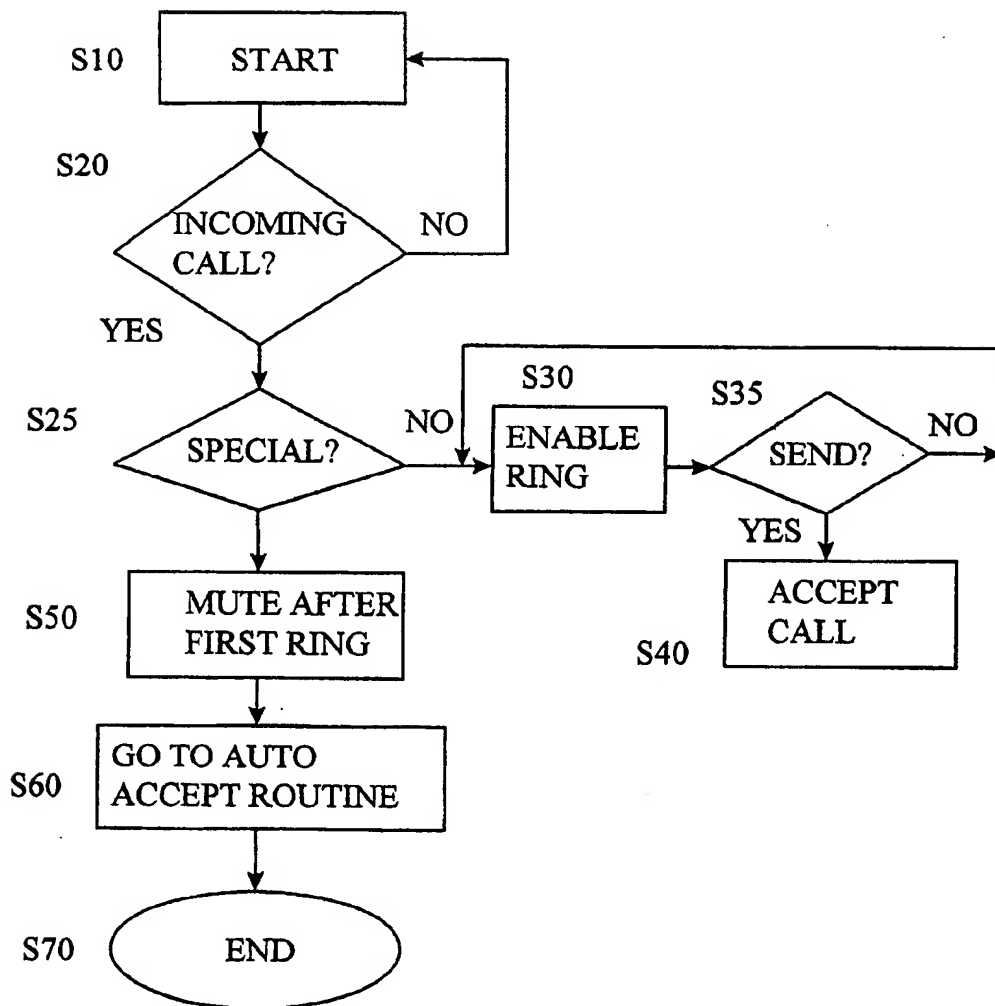 S10
START
S20
INCOMING
CALL?
NO
YES
S25
SPECIAL?
NO
S30
ENABLE
RING
S35
SEND?
NO
YES
S40
ACCEPT
CALL
S50
MUTE AFTER
FIRST RING
S60
GO TO AUTO
ACCEPT ROUTINE
S70
END